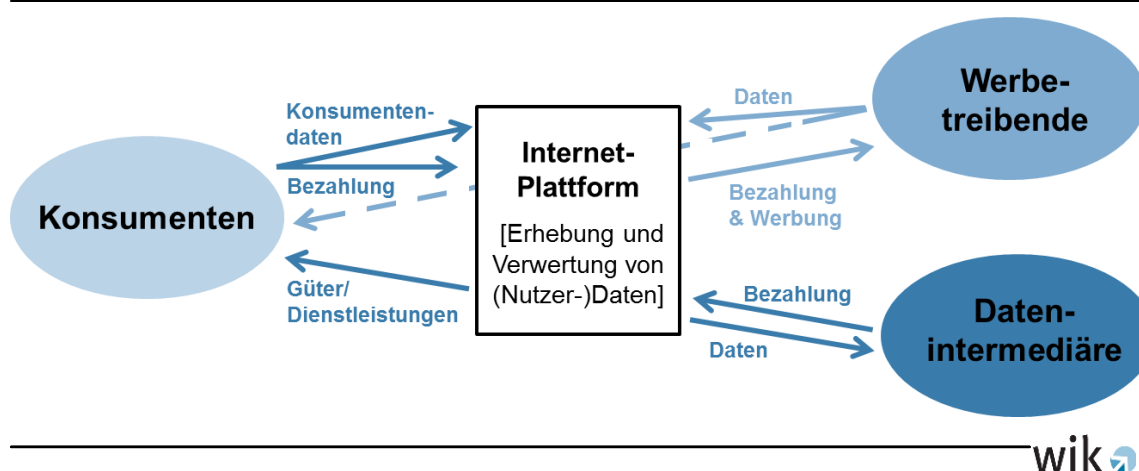 Konsumenten
Konsumenten-
daten
Bezahlung
Güter/
Dienstleistungen
Internet-
Plattform
[Erhebung und
Verwertung von
(Nutzer-)Daten]
Daten
Bezahlung
& Werbung
Werbe-
treibende
Bezahlung
Daten
Daten-
intermediäre
wik